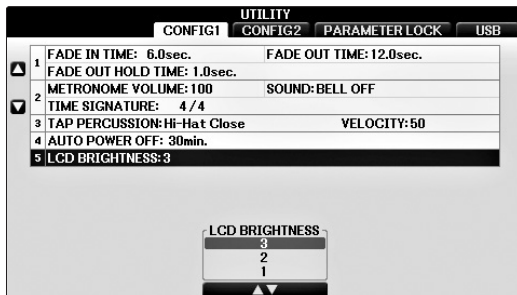 UTILITY
CONFIG1 CONFIG2 PARAMETER LOCK USB
1 FADE IN TIME: 6.0sec. FADE OUT TIME:12.0sec.
FADE OUT HOLD TIME: 1.0sec.
2 METRONOME VOLUME:100 SOUND:BELL OFF
TIME SIGNATURE: 4/4
3 TAP PERCUSSION:Hi-Hat Close VELOCITY:50
4 AUTO POWER OFF: 30min.
5 LCD BRIGHTNESS:3
LCD BRIGHTNESS
3
2
1